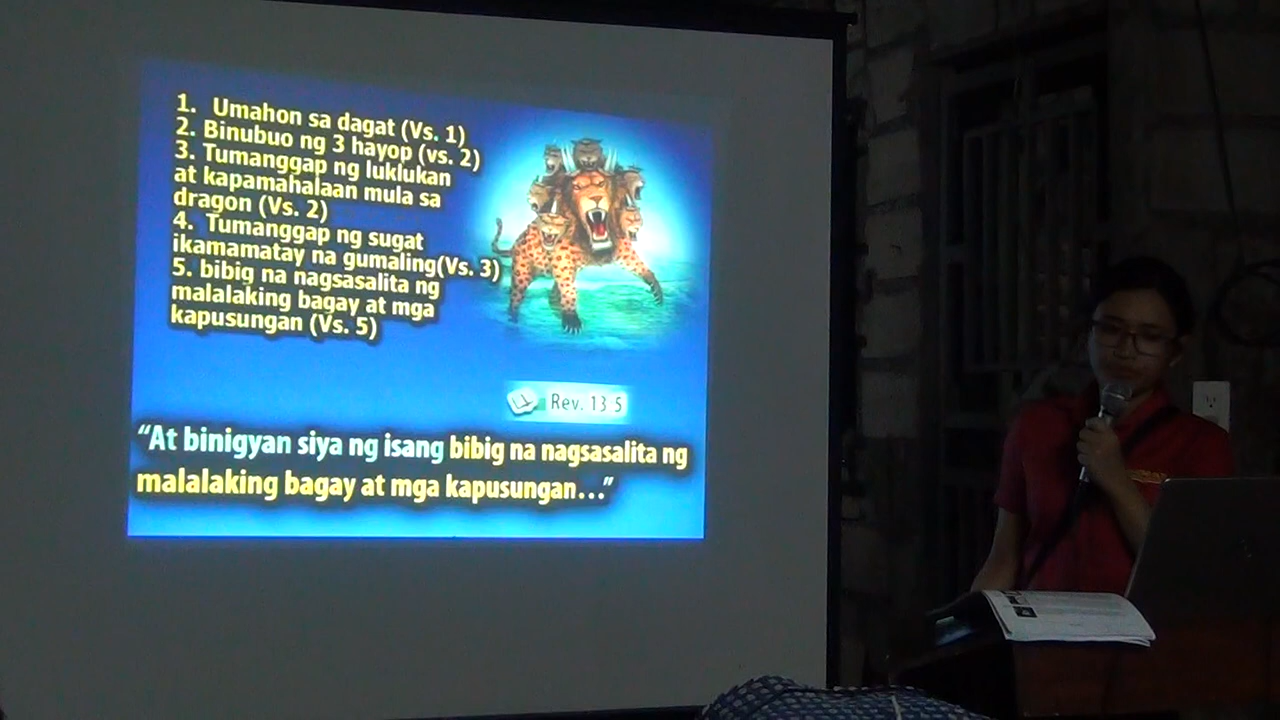 1. Umahon sa dagat (Vs. 1)
2. Binubuo ng 3 hayop (vs. 2)
3. Tumanggap ng luklukan
at kapamahalaan mula sa
dragon (Vs. 2)
4. Tumanggap ng sugat
ikamamatay na gumaling(Vs. 3)
5. bibig na nagsasalita ng
malalaking bagay at mga
kapusungan (Vs. 5)
Rev. 13:5
“At binigyan siya ng isang bibig na nagsasalita ng
malalaking bagay at mga kapusungan...”